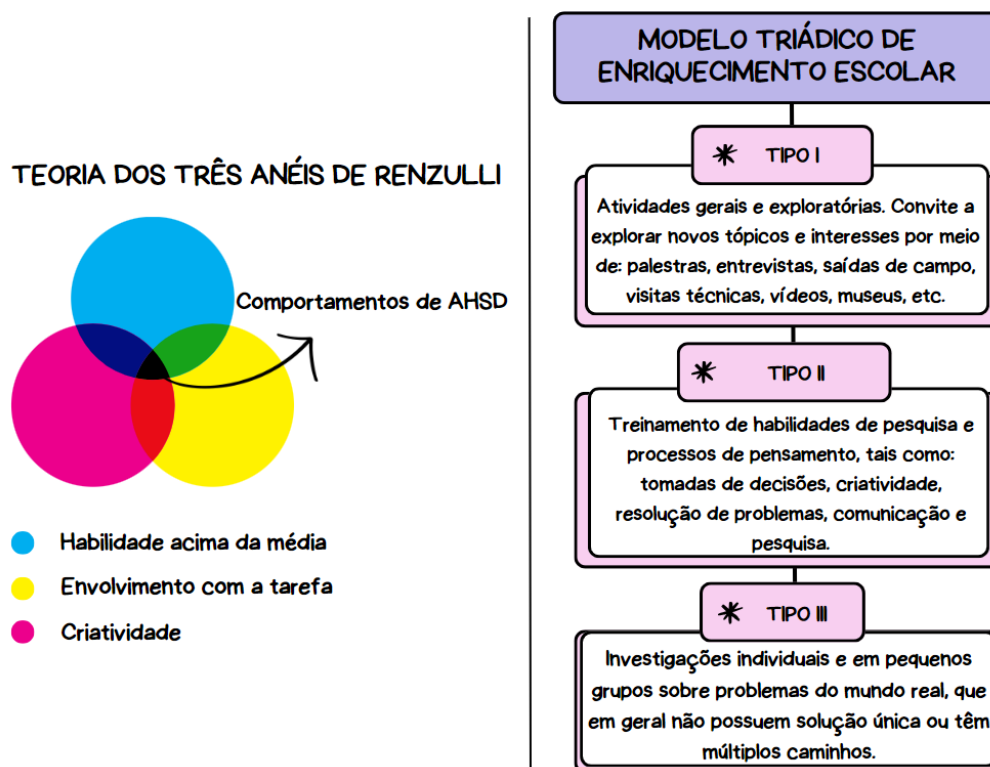 TEORIA DOS TRÊS ANÉIS DE RENZULLI
Comportamentos de AHSD
Habilidade acima da média
Envolvimento com a tarefa
Criatividade
MODELO TRIÁDICO DE
ENRIQUECIMENTO ESCOLAR
TIPO I
Atividades gerais e exploratórias. Convite a
explorar novos tópicos e interesses por meio
de: palestras, entrevistas, saídas de campo,
visitas técnicas, vídeos, museus, etc.
TIPO II
Treinamento de habilidades de pesquisa e
processos de pensamento, tais como:
tomadas de decisões, criatividade,
resolução de problemas, comunicação e
pesquisa.
TIPO III
Investigações individuais e em pequenos
grupos sobre problemas do mundo real, que
em geral não possuem solução única ou têm
múltiplos caminhos.